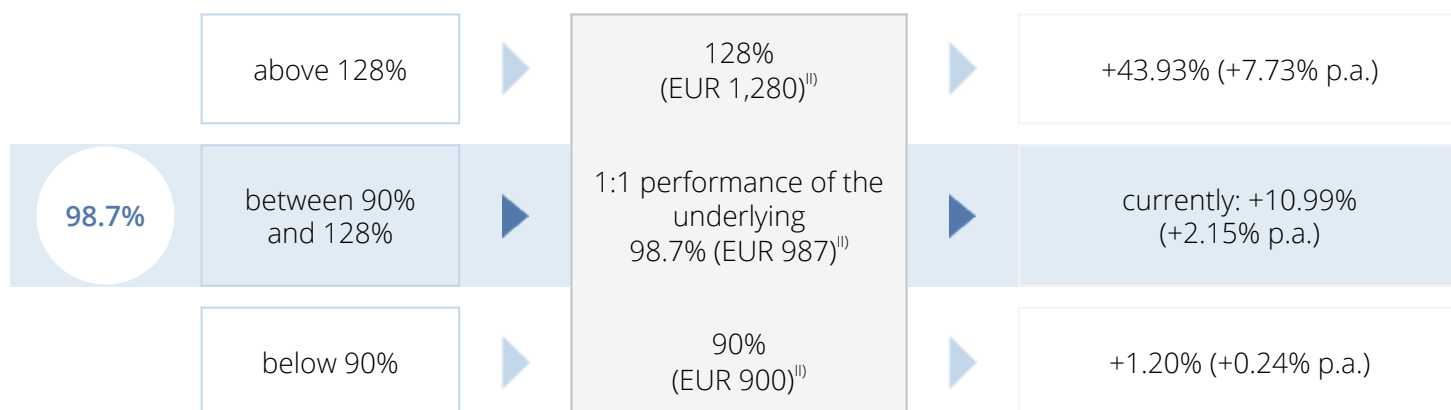 above 128%
128%
(EUR 1,280)II)
+43.93% (+7.73% p.a.)
98.7%
between 90%
and 128%
1:1 performance of the
underlying
98.7% (EUR 987)II)
currently: +10.99%
(+2.15% p.a.)
below 90%
90%
(EUR 900)II)
+1.20% (+0.24% p.a.)